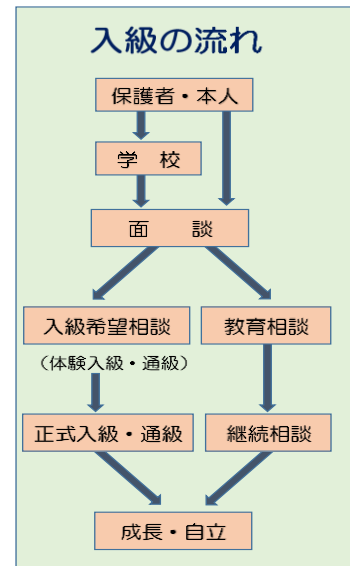 入級の流れ
保護者・本人
学　校
面　　談
入級希望相談
教育相談
（体験入級・通級）
正式入級・通級
継続相談
成長・自立